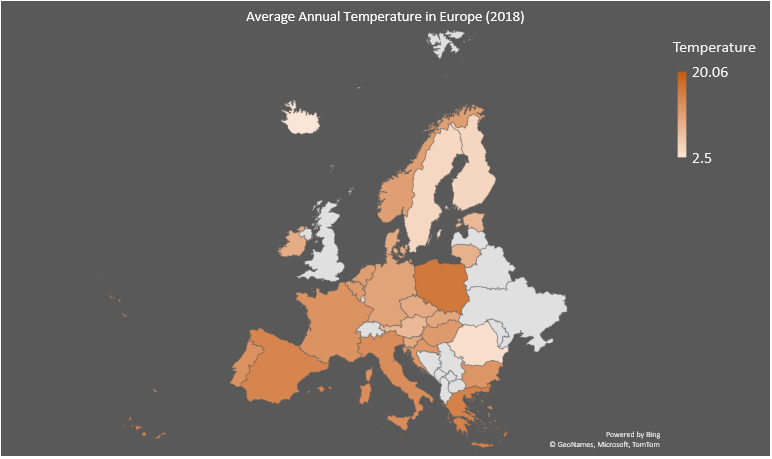 Average Annual Temperature in Europe (2018)
Temperature
20.06
2.5
Powered by Bing
© GeoNames, Microsoft, TomTom